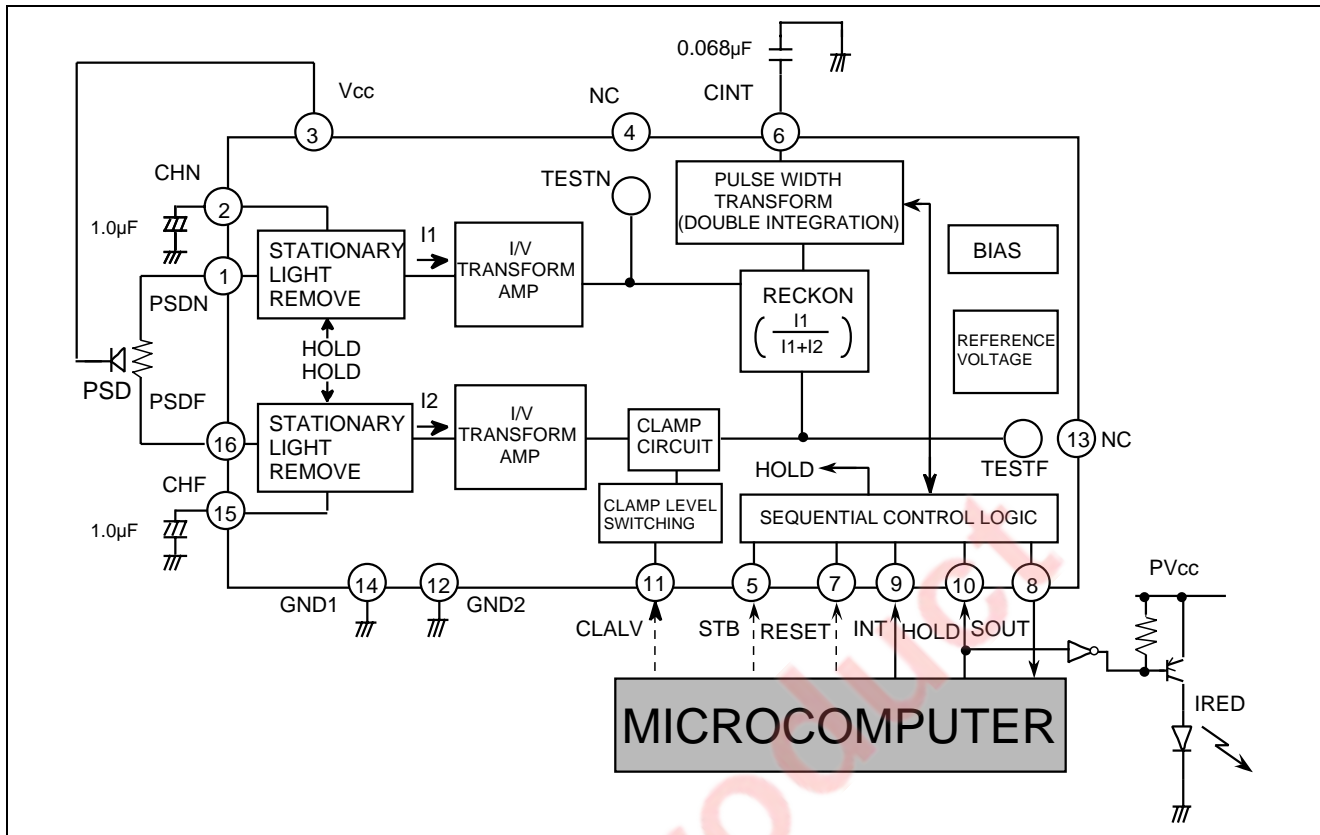 0.068μF
Vcc
NC
CINT
3
4
6
CHN
TESTN
PULSE WIDTH
TRANSFORM
(DOUBLE INTEGRATION)
2
1.0μF
STATIONARY
LIGHT
REMOVE
I1
I/V
TRANSFORM
AMP
BIAS
1
PSDN
RECKON
( I1
I1+I2 )
REFERENCE
VOLTAGE
HOLD
HOLD
PSD
PSDF
STATIONARY
LIGHT
REMOVE
I2
I/V
TRANSFORM
AMP
CLAMP
CIRCUIT
16
13
NC
TESTF
CHF
HOLD
15
1.0μF
CLAMP LEVEL
SWITCHING
SEQUENTIAL CONTROL LOGIC
14
12
11
5
7
9
10
8
PVcc
GND1
GND2
CLALV
STB
RESET
INT
HOLD
SOUT
IRED
MICROCOMPUTER
roduct